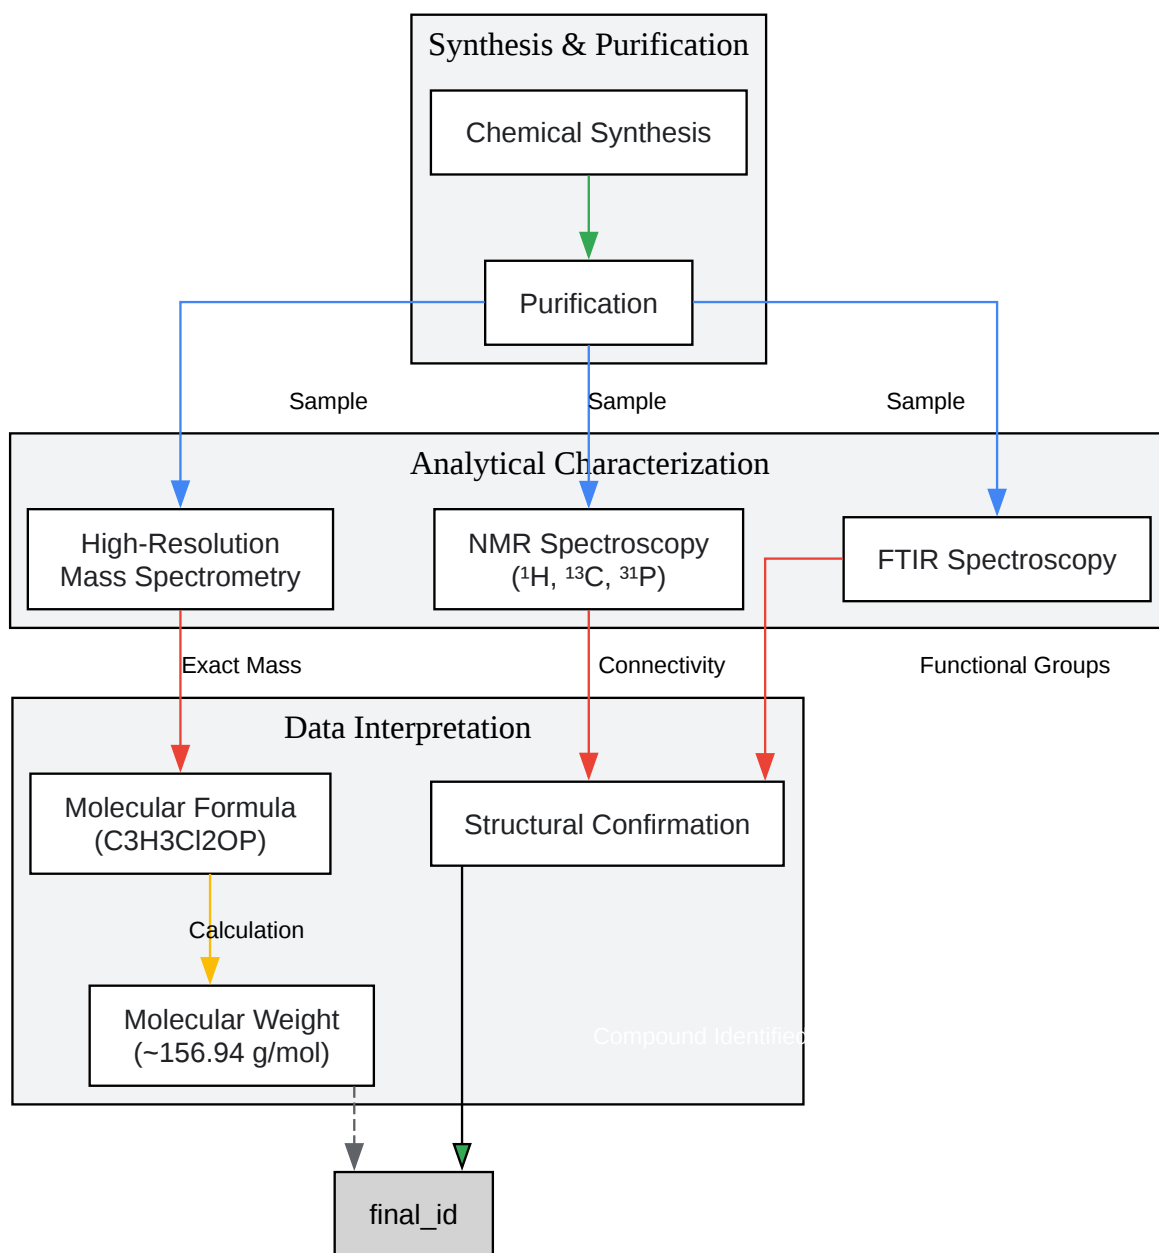 Synthesis & Purification
Chemical Synthesis
Purification
Sample
Sample
Sample
Analytical Characterization
High-Resolution
Mass Spectrometry
NMR Spectroscopy
(¹H, ¹³C, ³¹P)
FTIR Spectroscopy
Exact Mass
Connectivity
Functional Groups
Data Interpretation
Molecular Formula
(C3H3Cl2OP)
Structural Confirmation
Calculation
Molecular Weight
(~156.94 g/mol)
Compound Identified
final_id